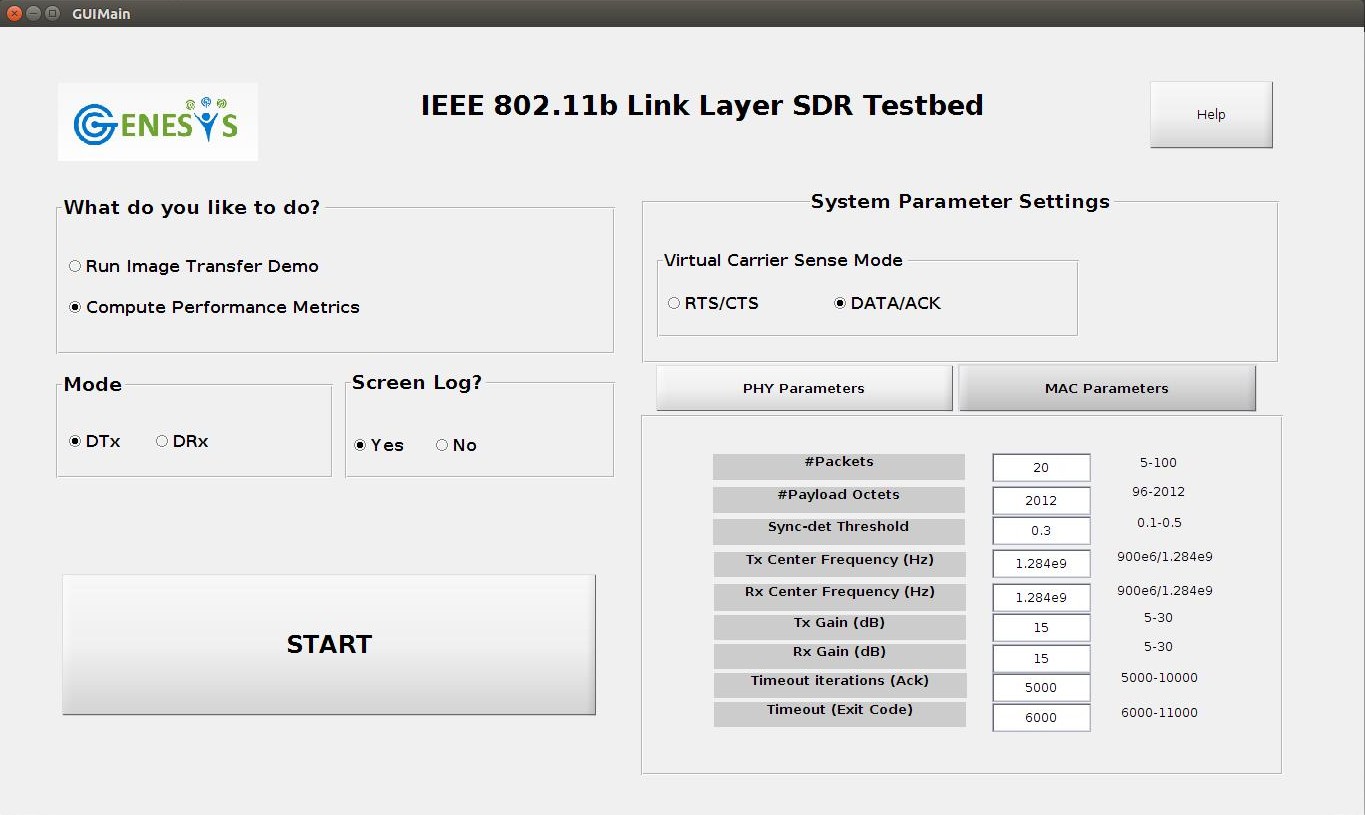 GUIMain
GENESYS
IEEE 802.11b Link Layer SDR Testbed
Help
What do you like to do?
Run Image Transfer Demo
Compute Performance Metrics
Mode
DTx DRx
Screen Log?
Yes No
START
System Parameter Settings
Virtual Carrier Sense Mode
RTS/CTS DATA/ACK
PHY Parameters MAC Parameters
#Packets 20 5-100
#Payload Octets 2012 96-2012
Sync-det Threshold 0.3 0.1-0.5
Tx Center Frequency (Hz) 1.284e9 900e6/1.284e9
Rx Center Frequency (Hz) 1.284e9 900e6/1.284e9
Tx Gain (dB) 15 5-30
Rx Gain (dB) 15 5-30
Timeout iterations (Ack) 5000 5000-10000
Timeout (Exit Code) 6000 6000-11000